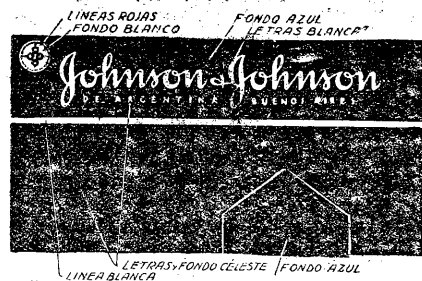 LINEAS ROJAS
FONDO BLANCO
FONDO AZUL
LETRAS BLANCAS
Johnson & Johnson
DE ARGENTINA BUENOS AIRES
LETRAS Y FONDO CELESTE
FONDO AZUL
LINEA BLANCA